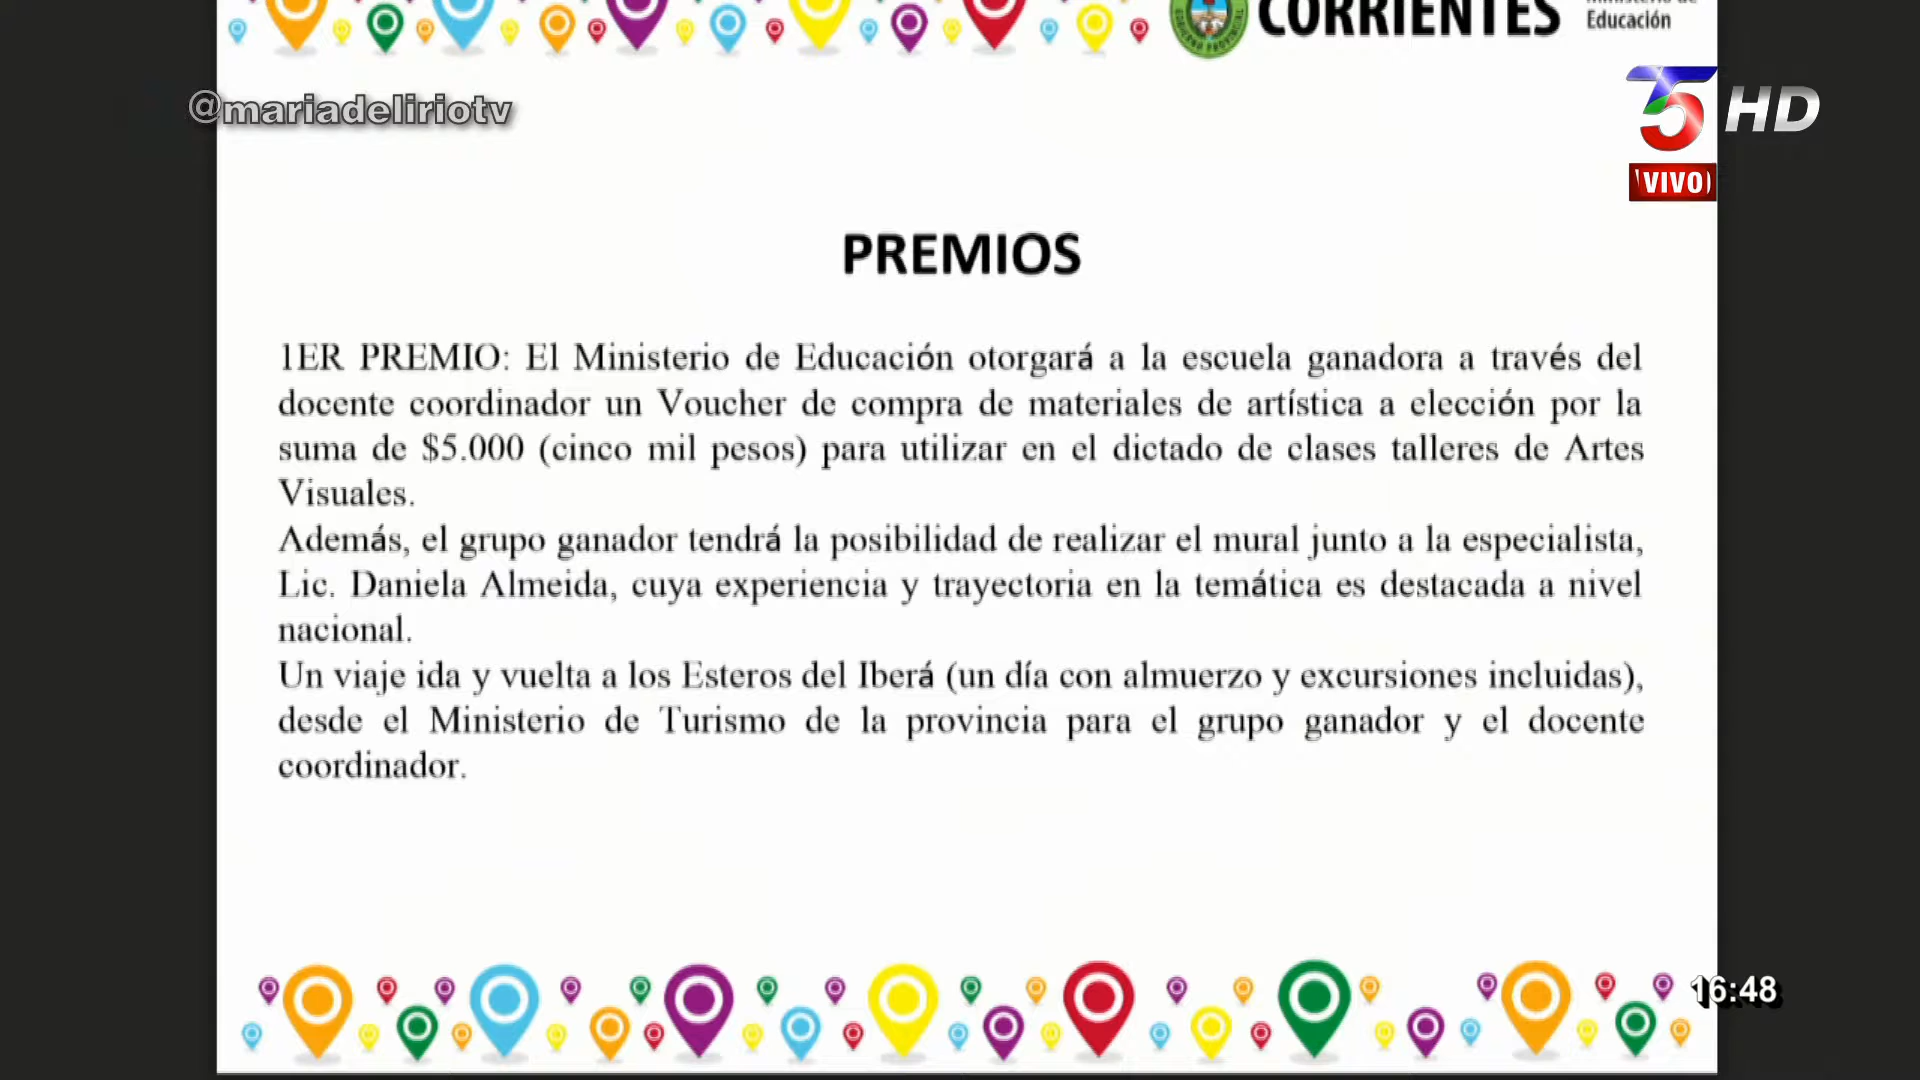 CORRIENTES
Educación
@mariadeliriotv
5 HD
VIVO
PREMIOS
1ER PREMIO: El Ministerio de Educación otorgará a la escuela ganadora a través del
docente coordinador un Voucher de compra de materiales de artística a elección por la
suma de $5.000 (cinco mil pesos) para utilizar en el dictado de clases talleres de Artes
Visuales.
Además, el grupo ganador tendrá la posibilidad de realizar el mural junto a la especialista,
Lic. Daniela Almeida, cuya experiencia y trayectoria en la temática es destacada a nivel
nacional.
Un viaje ida y vuelta a los Esteros del Iberá (un día con almuerzo y excursiones incluidas),
desde el Ministerio de Turismo de la provincia para el grupo ganador y el docente
coordinador.
16:48